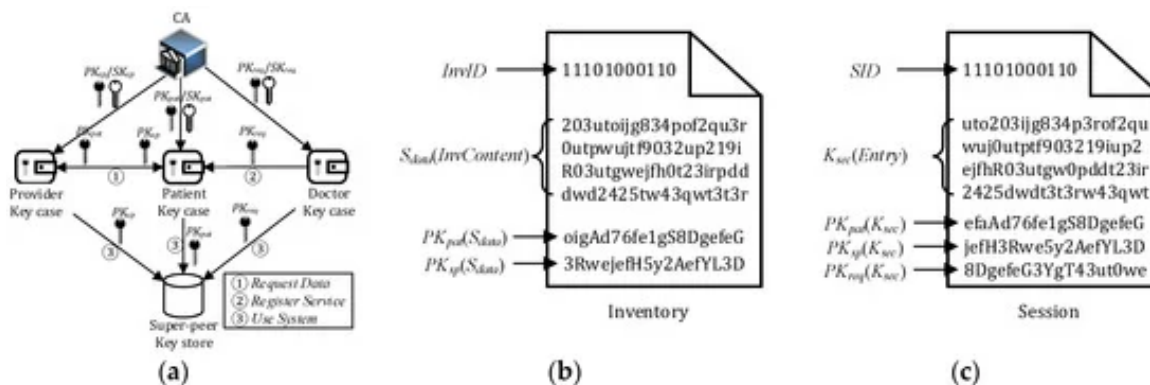 CA
PKsp/SKsp
PKreq/SKreq
PKpat/SKpat
PKpat
PKsp
PKreq
①
②
Provider
Key case
Patient
Key case
Doctor
Key case
PKsp
PKreq
PKpat
③
③
③
① Request Data
② Register Service
③ Use System
Super-peer
Key store
(a)
InvID
11101000110
Sdata(InvContent)
203utoijg834pof2qu3r
0utpwujtf9032up219i
R03utgwejfh0t23irpdd
dwd2425tw43qwt3t3r
PKpat(Sdata)
oigAd76fe1gS8DgefeG
PKsp(Sdata)
3RwejefH5y2AefYL3D
Inventory
(b)
SID
11101000110
Ksec(Entry)
uto203ijg834p3rof2qu
wuj0utptf903219iup2
ejfhR03utgw0pddt23ir
2425dwdt3t3rw43qwt
PKpat(Ksec)
efaAd76fe1gS8DgefeG
PKsp(Ksec)
jefH3Rwe5y2AefYL3D
PKreq(Ksec)
8DgefeG3YgT43ut0we
Session
(c)